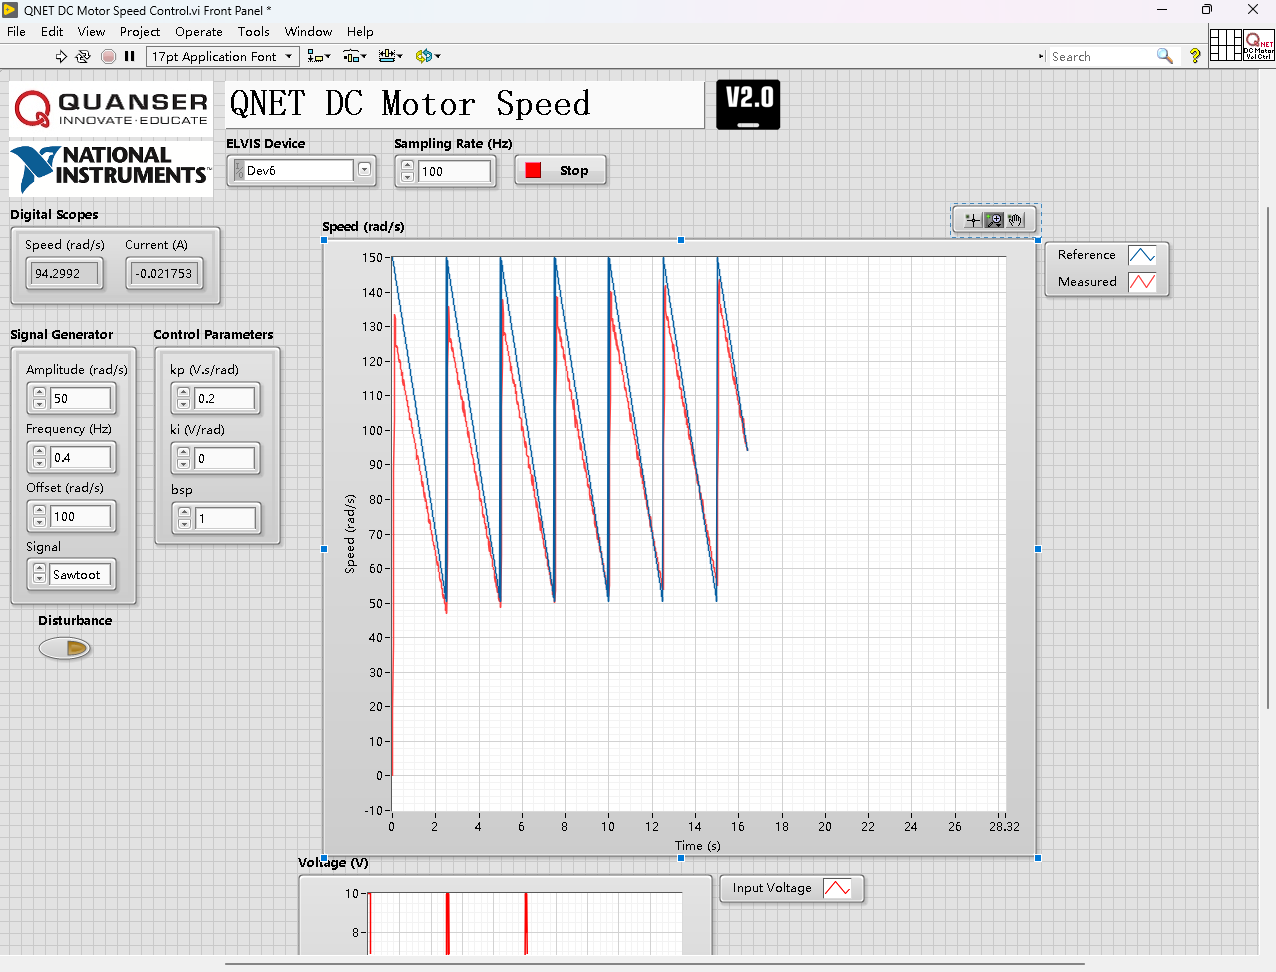 QNET DC Motor Speed Control.vi Front Panel *
File Edit View Project Operate Tools Window Help
17pt Application Font
Search
?
QNET
DC Motor
Vel Ctrl
QUANSER
INNOVATE·EDUCATE
QNET DC Motor Speed
V2.0
NATIONAL
INSTRUMENTS™
ELVIS Device
Sampling Rate (Hz)
Dev6
100
Stop
Digital Scopes
Speed (rad/s)
Current (A)
94.2992
-0.021753
Signal Generator
Control Parameters
Amplitude (rad/s)
kp (V.s/rad)
50
0.2
Frequency (Hz)
ki (V/rad)
0.4
0
Offset (rad/s)
bsp
100
1
Signal
Sawtoot
Disturbance
Speed (rad/s)
Reference
Measured
150
140
130
120
110
100
90
80
70
60
50
40
30
20
10
0
-10
Speed (rad/s)
0 2 4 6 8 10 12 14 16 18 20 22 24 26 28.32
Time (s)
Voltage (V)
Input Voltage
10
8